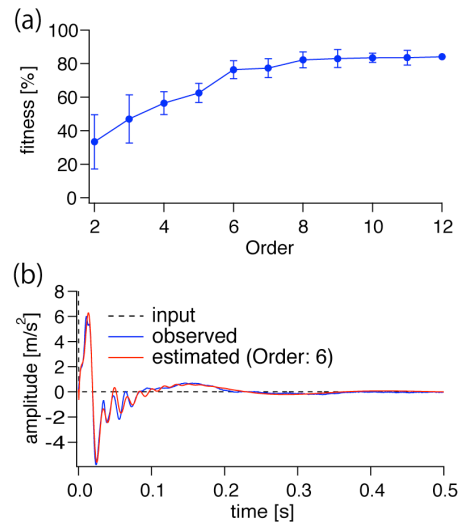 (a)
fitness [%]
100
80
60
40
20
0
2 4 6 8 10 12
Order
(b)
amplitude [m/s²]
8
6
4
2
0
-2
-4
input
observed
estimated (Order: 6)
0.0 0.1 0.2 0.3 0.4 0.5
time [s]